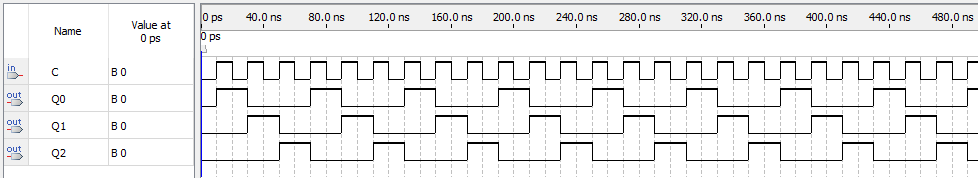 Name
Value at
0 ps
0 ps 40.0 ns 80.0 ns 120.0 ns 160.0 ns 200.0 ns 240.0 ns 280.0 ns 320.0 ns 360.0 ns 400.0 ns 440.0 ns 480.0 ns
0 ps
in C B 0
out Q0 B 0
out Q1 B 0
out Q2 B 0